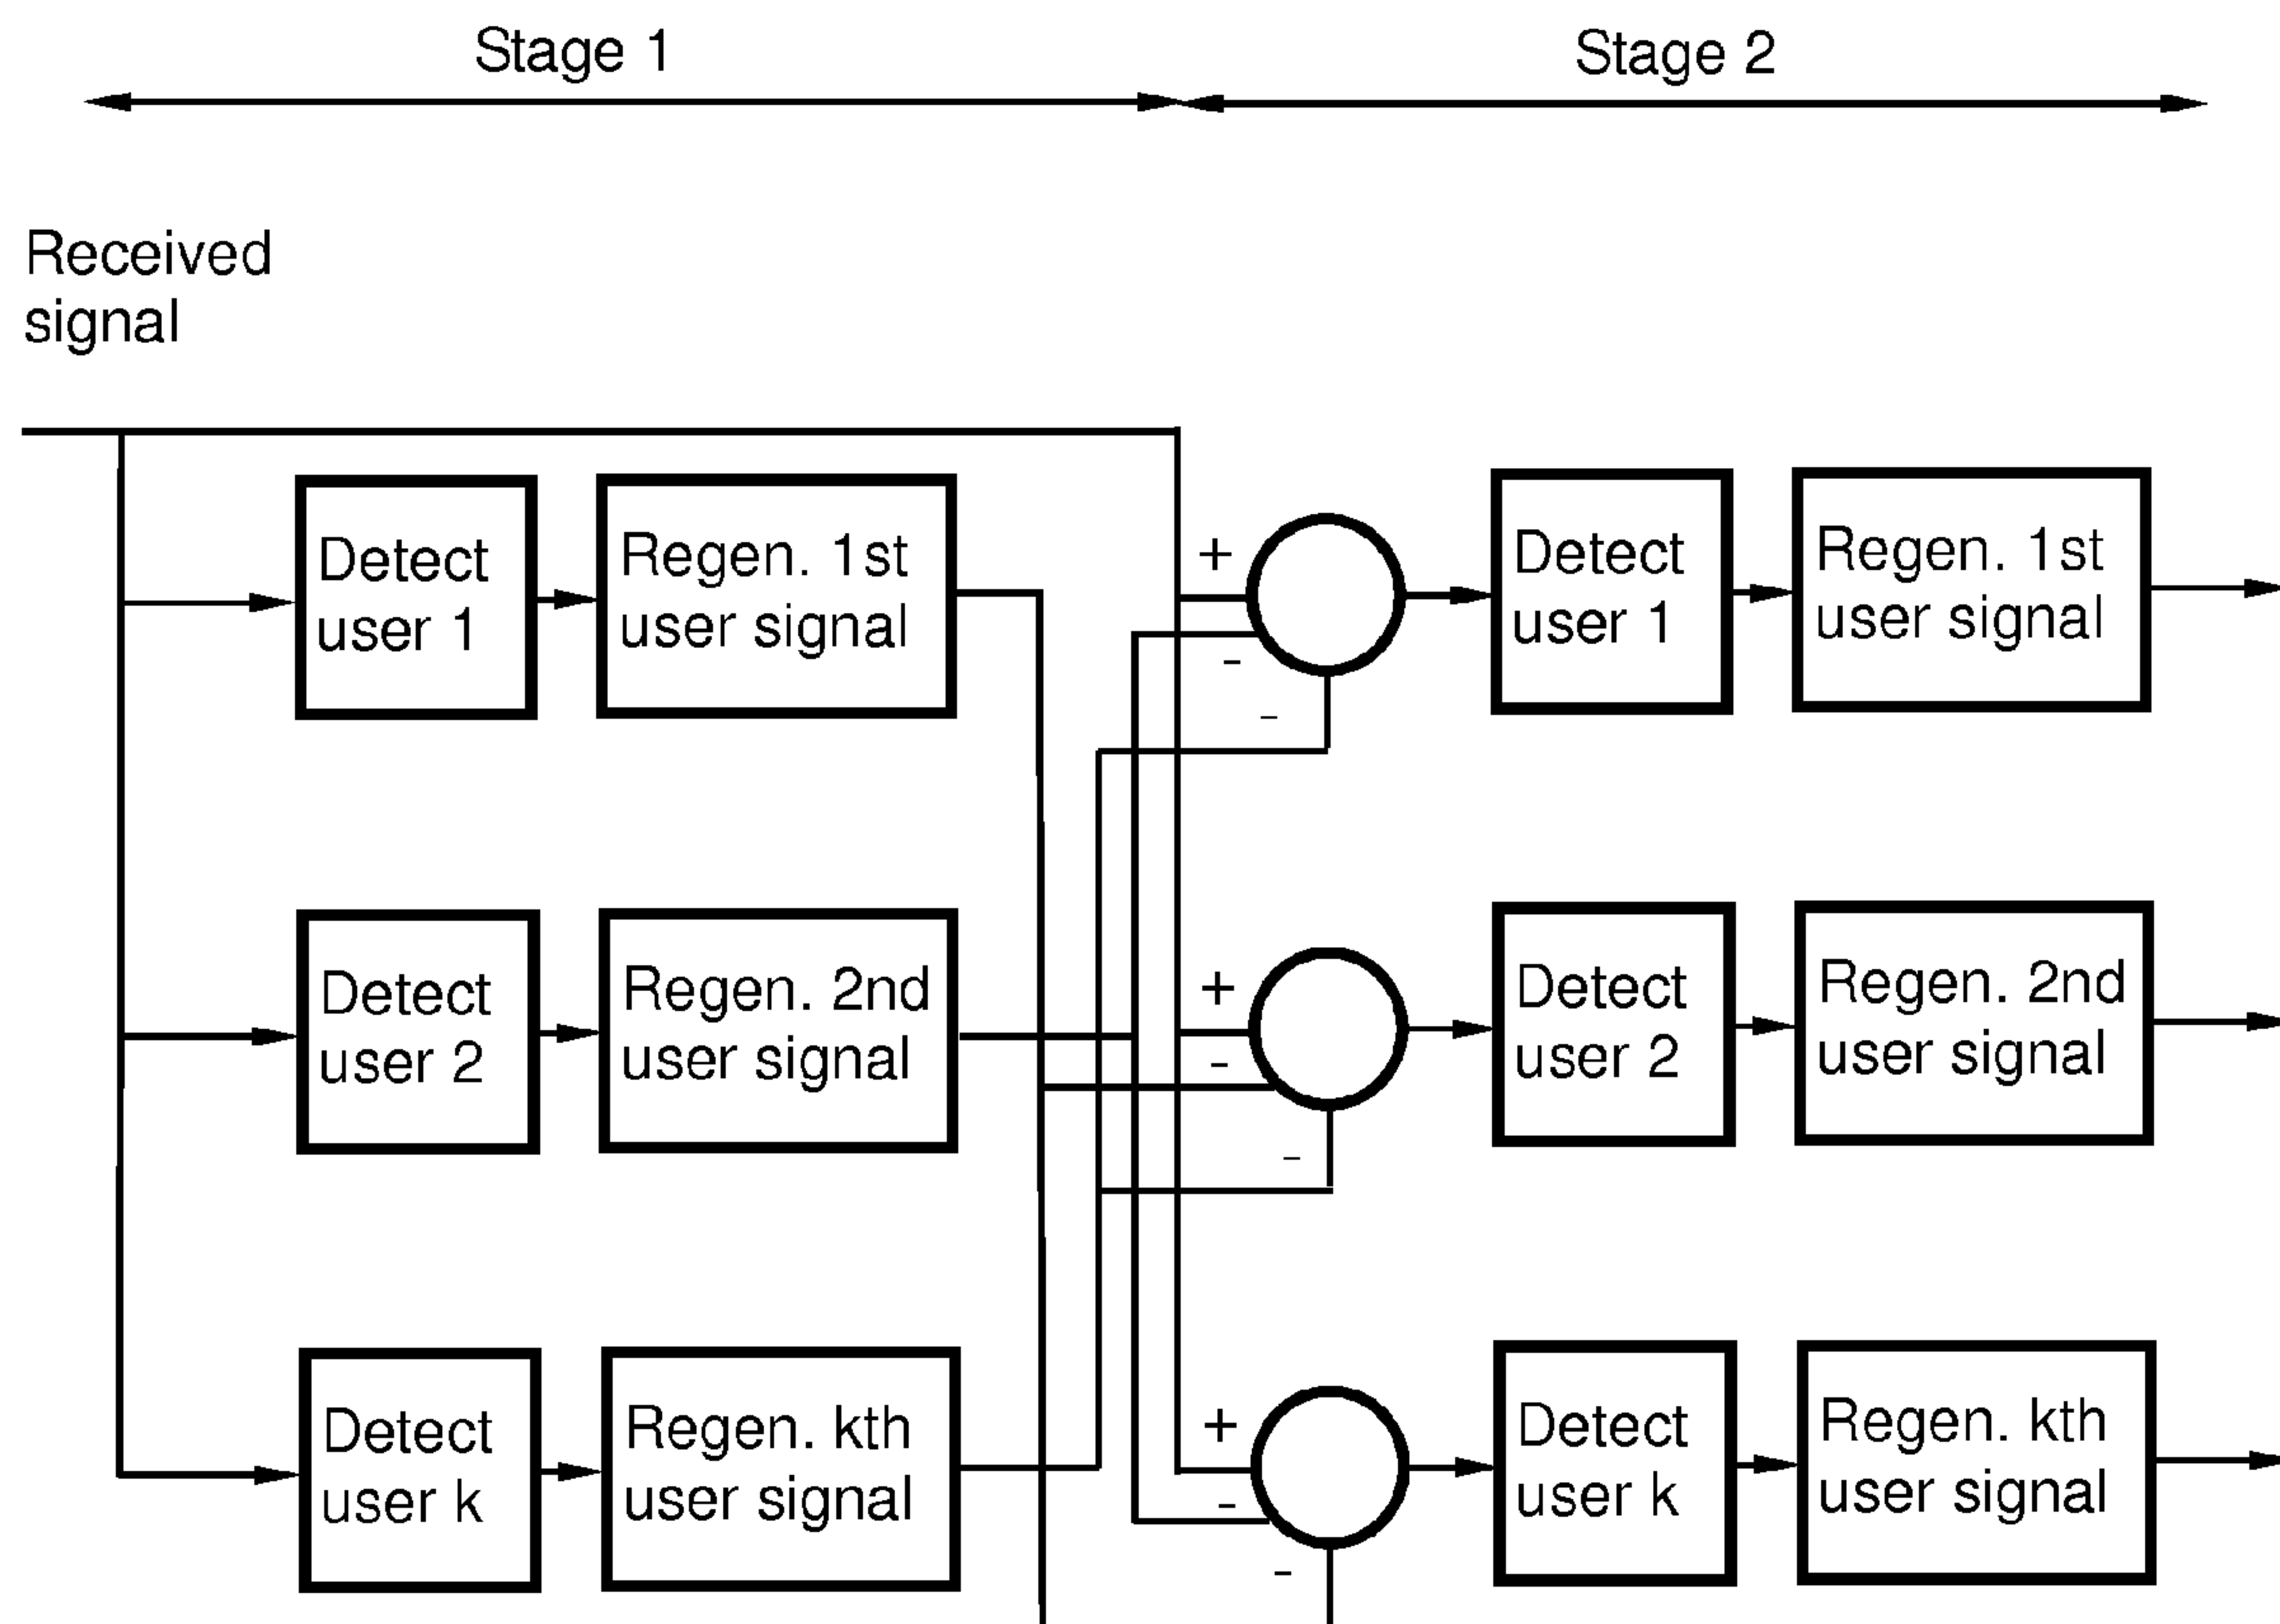 Stage 1
Stage 2
Received
signal
Detect
user 1
Regen. 1st
user signal
+
-
-
Detect
user 1
Regen. 1st
user signal
Detect
user 2
Regen. 2nd
user signal
+
-
-
Detect
user 2
Regen. 2nd
user signal
Detect
user k
Regen. kth
user signal
+
-
-
Detect
user k
Regen. kth
user signal